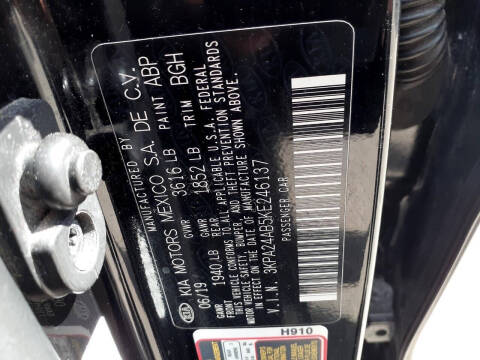 MANUFACTURED BY
KIA KIA MOTORS MEXICO S.A. DE C.V.
06/19 GVWR 3616 LB PAINT ABP
1940 LB GAWR 1852 LB TRIM BGH
FRONT GAWR REAR
THIS VEHICLE CONFORMS TO ALL APPLICABLE U.S.A. FEDERAL
MOTOR VEHICLE SAFETY, BUMPER, AND THEFT PREVENTION STANDARDS
IN EFFECT ON THE DATE OF MANUFACTURE SHOWN ABOVE.
V.I.N. 3KPA24AB5KE246137
PASSENGER CAR
H910